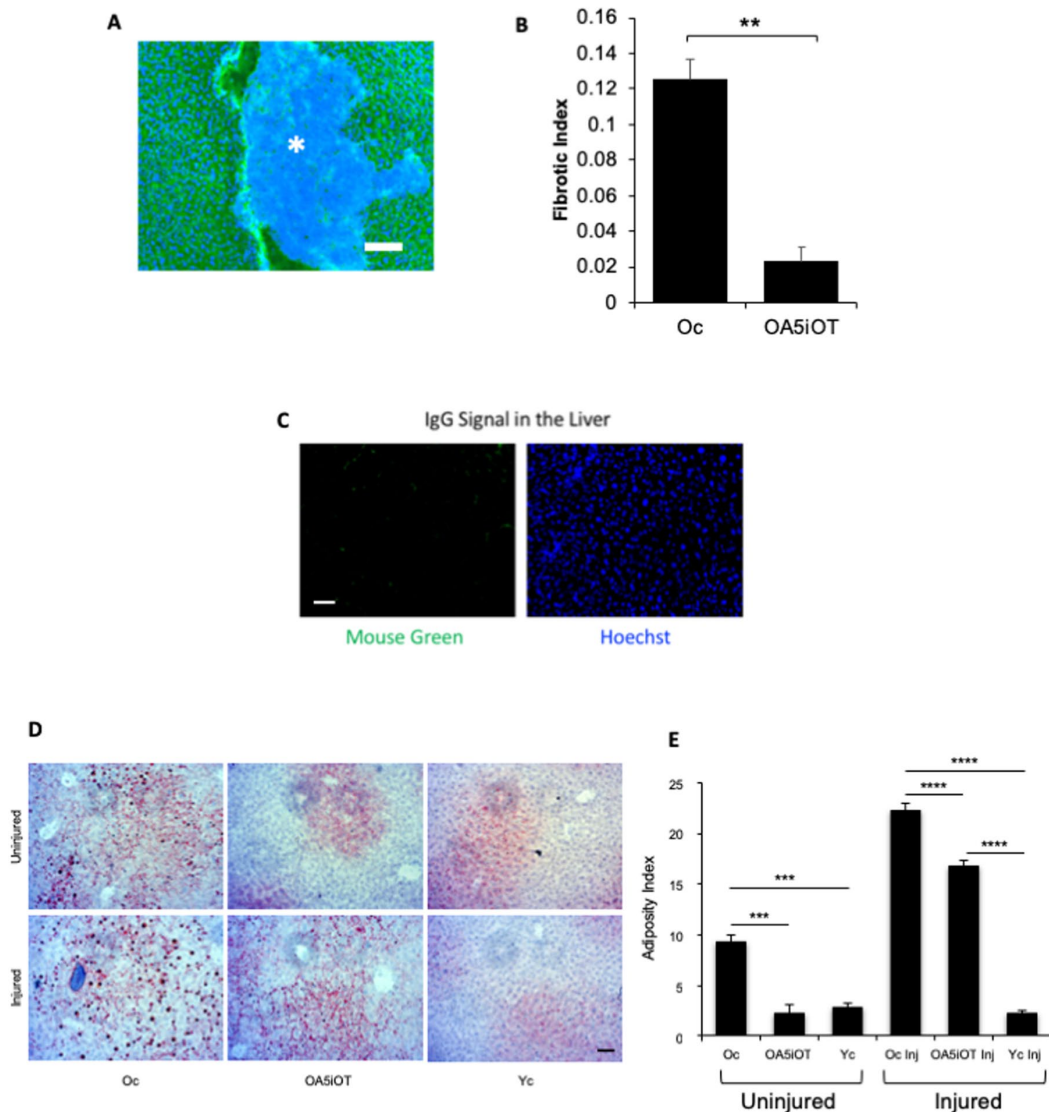 A
*
B
0.16
**
0.14
0.12
0.1
0.08
0.06
0.04
0.02
0
Fibrotic Index
Oc OA5iOT
C
IgG Signal in the Liver
Mouse Green Hoechst
D
Uninjured
Injured
Oc OA5iOT Yc
E
25
20
15
10
5
0
Adiposity Index
****
****
****
***
***
Oc OA5iOT Yc Oc Inj OA5iOT Inj Yc Inj
Uninjured Injured